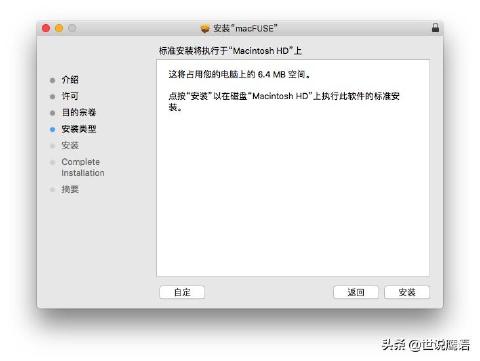 安装“macFUSE”
标准安装将执行于“Macintosh HD”上
介绍
许可
目的宗卷
安装类型
安装
Complete
Installation
摘要
这将占用您的电脑上的 6.4 MB 空间。
点按“安装”以在磁盘“Macintosh HD”上执行此软件的标准安
装。
自定
返回
安装
头条 @世说鹰语